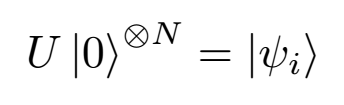 U |0⟩^{⊗N} = |ψ_i⟩